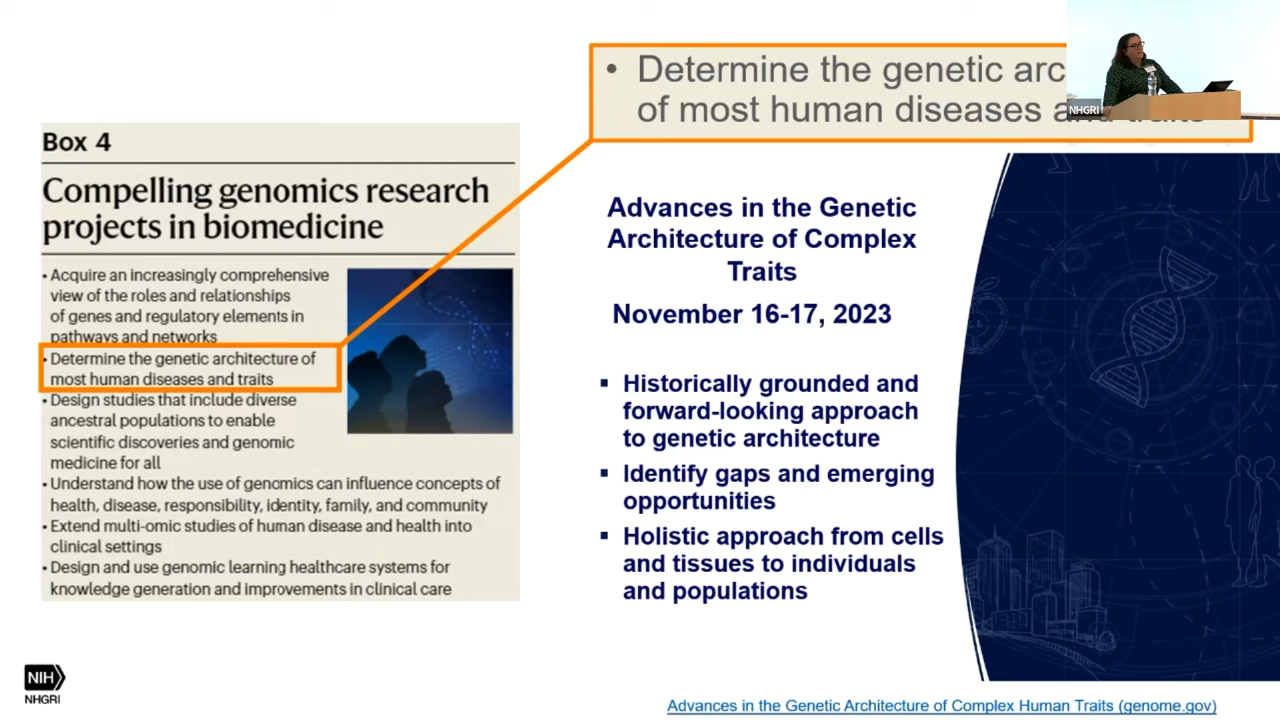 • Determine the genetic arc
of most human diseases and traits
NHGRI
Box 4
Compelling genomics research
projects in biomedicine
• Acquire an increasingly comprehensive
view of the roles and relationships
of genes and regulatory elements in
pathways and networks
• Determine the genetic architecture of
most human diseases and traits
• Design studies that include diverse
ancestral populations to enable
scientific discoveries and genomic
medicine for all
• Understand how the use of genomics can influence concepts of
health, disease, responsibility, identity, family, and community
• Extend multi-omic studies of human disease and health into
clinical settings
• Design and use genomic learning healthcare systems for
knowledge generation and improvements in clinical care
Advances in the Genetic
Architecture of Complex
Traits
November 16-17, 2023
▪ Historically grounded and
forward-looking approach
to genetic architecture
▪ Identify gaps and emerging
opportunities
▪ Holistic approach from cells
and tissues to individuals
and populations
NIH
NHGRI
Advances in the Genetic Architecture of Complex Human Traits (genome.gov)